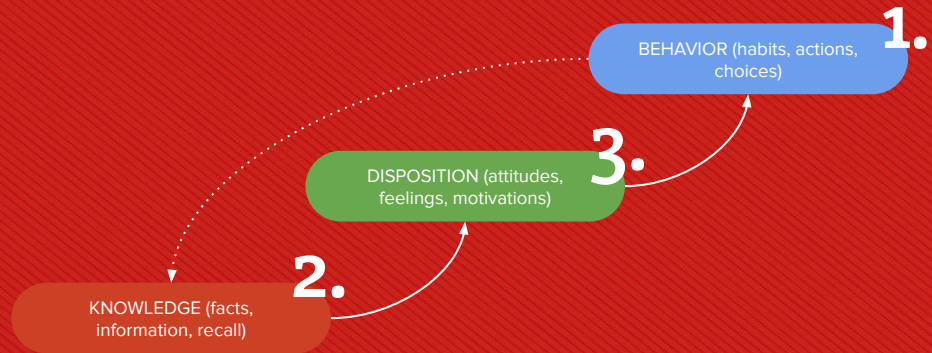 1.
BEHAVIOR (habits, actions,
choices)
3.
DISPOSITION (attitudes,
feelings, motivations)
2.
KNOWLEDGE (facts,
information, recall)